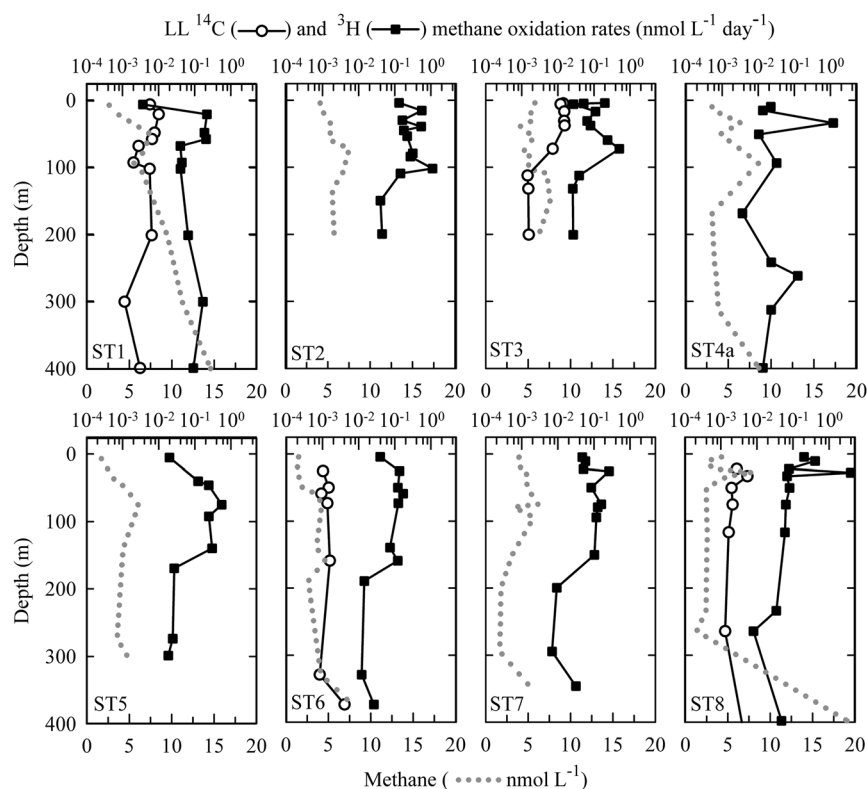 LL ¹⁴C ( ) and ³H ( ) methane oxidation rates (nmol L⁻¹ day⁻¹)
10⁻⁴ 10⁻³ 10⁻² 10⁻¹ 10⁰ 10⁻⁴ 10⁻³ 10⁻² 10⁻¹ 10⁰ 10⁻⁴ 10⁻³ 10⁻² 10⁻¹ 10⁰ 10⁻⁴ 10⁻³ 10⁻² 10⁻¹ 10⁰
0
100
200
300
400
Depth (m)
ST1 ST2 ST3 ST4a
0 5 10 15 20 0 5 10 15 20 0 5 10 15 20 0 5 10 15 20
10⁻⁴ 10⁻³ 10⁻² 10⁻¹ 10⁰ 10⁻⁴ 10⁻³ 10⁻² 10⁻¹ 10⁰ 10⁻⁴ 10⁻³ 10⁻² 10⁻¹ 10⁰ 10⁻⁴ 10⁻³ 10⁻² 10⁻¹ 10⁰
0
100
200
300
400
Depth (m)
ST5 ST6 ST7 ST8
0 5 10 15 20 0 5 10 15 20 0 5 10 15 20 0 5 10 15 20
Methane ( nmol L⁻¹)